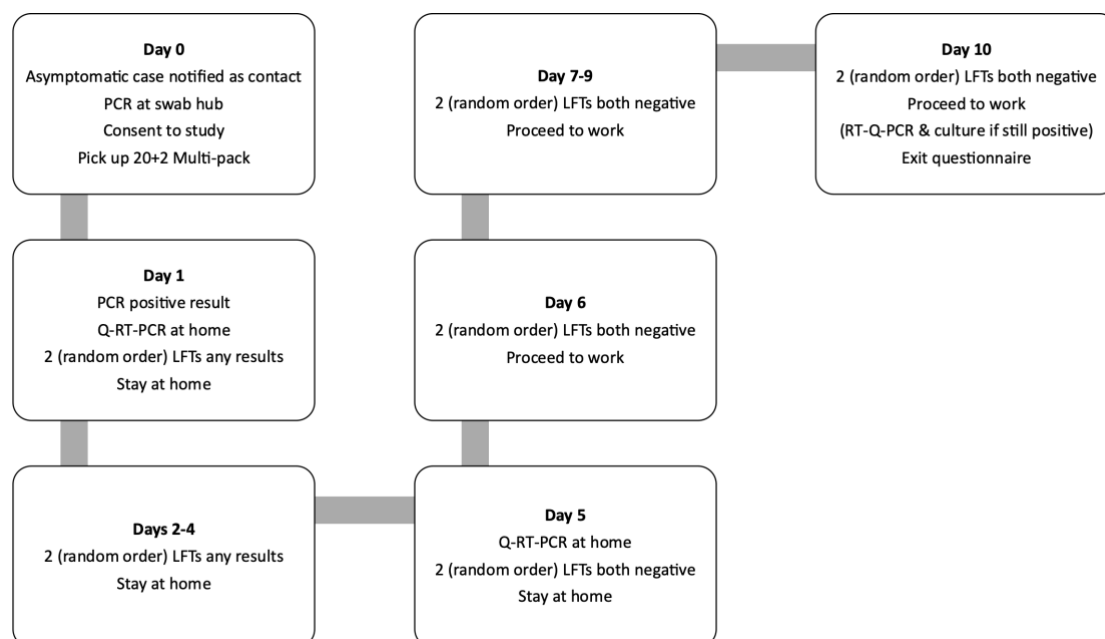 Day 0
Asymptomatic case notified as contact
PCR at swab hub
Consent to study
Pick up 20+2 Multi-pack
Day 1
PCR positive result
Q-RT-PCR at home
2 (random order) LFTs any results
Stay at home
Days 2-4
2 (random order) LFTs any results
Stay at home
Day 5
Q-RT-PCR at home
2 (random order) LFTs both negative
Stay at home
Day 6
2 (random order) LFTs both negative
Proceed to work
Day 7-9
2 (random order) LFTs both negative
Proceed to work
Day 10
2 (random order) LFTs both negative
Proceed to work
(RT-Q-PCR & culture if still positive)
Exit questionnaire